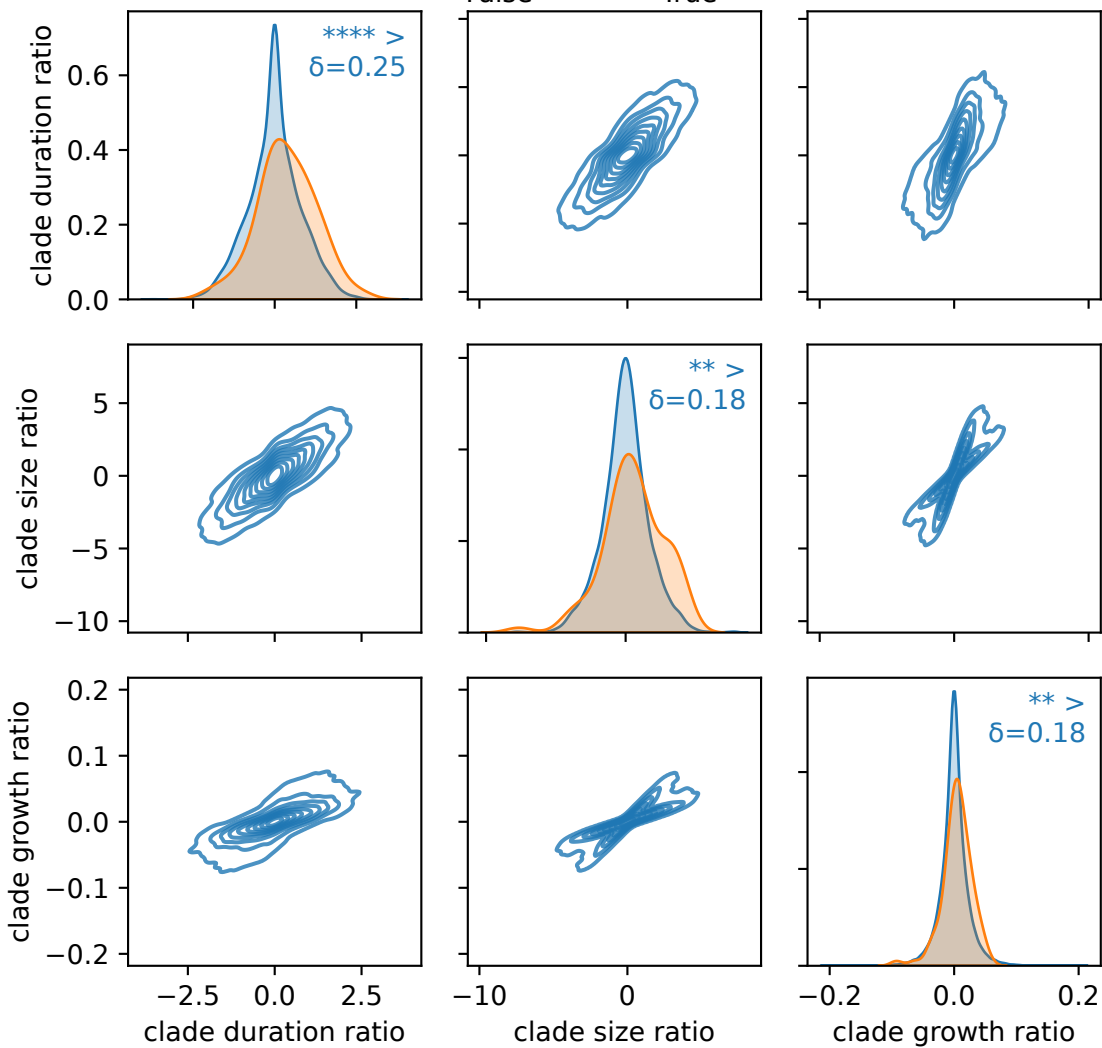 clade duration ratio
0.6
0.4
0.2
0.0
**** >
δ=0.25
clade size ratio
5
0
−5
−10
** >
δ=0.18
clade growth ratio
0.2
0.1
0.0
−0.1
−0.2
** >
δ=0.18
−2.5 0.0 2.5
−10 0
−0.2 0.0 0.2
clade duration ratio
clade size ratio
clade growth ratio